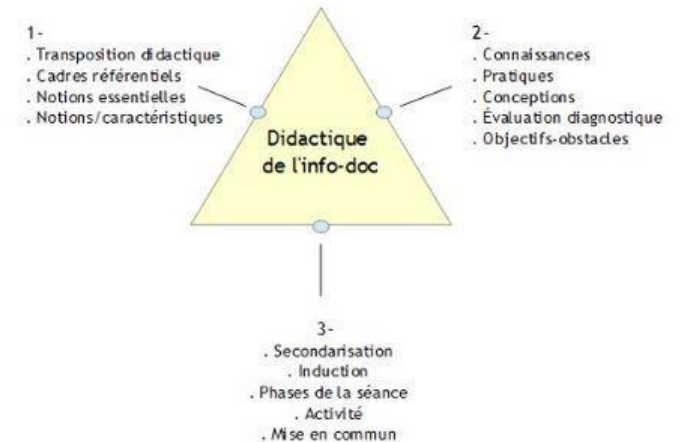 1-
. Transposition didactique
. Cadres référentiels
. Notions essentielles
. Notions/caractéristiques
2-
. Connaissances
. Pratiques
. Conceptions
. Évaluation diagnostique
. Objectifs-obstacles
Didactique
de l'info-doc
3-
. Secondarisation
. Induction
. Phases de la séance
. Activité
. Mise en commun